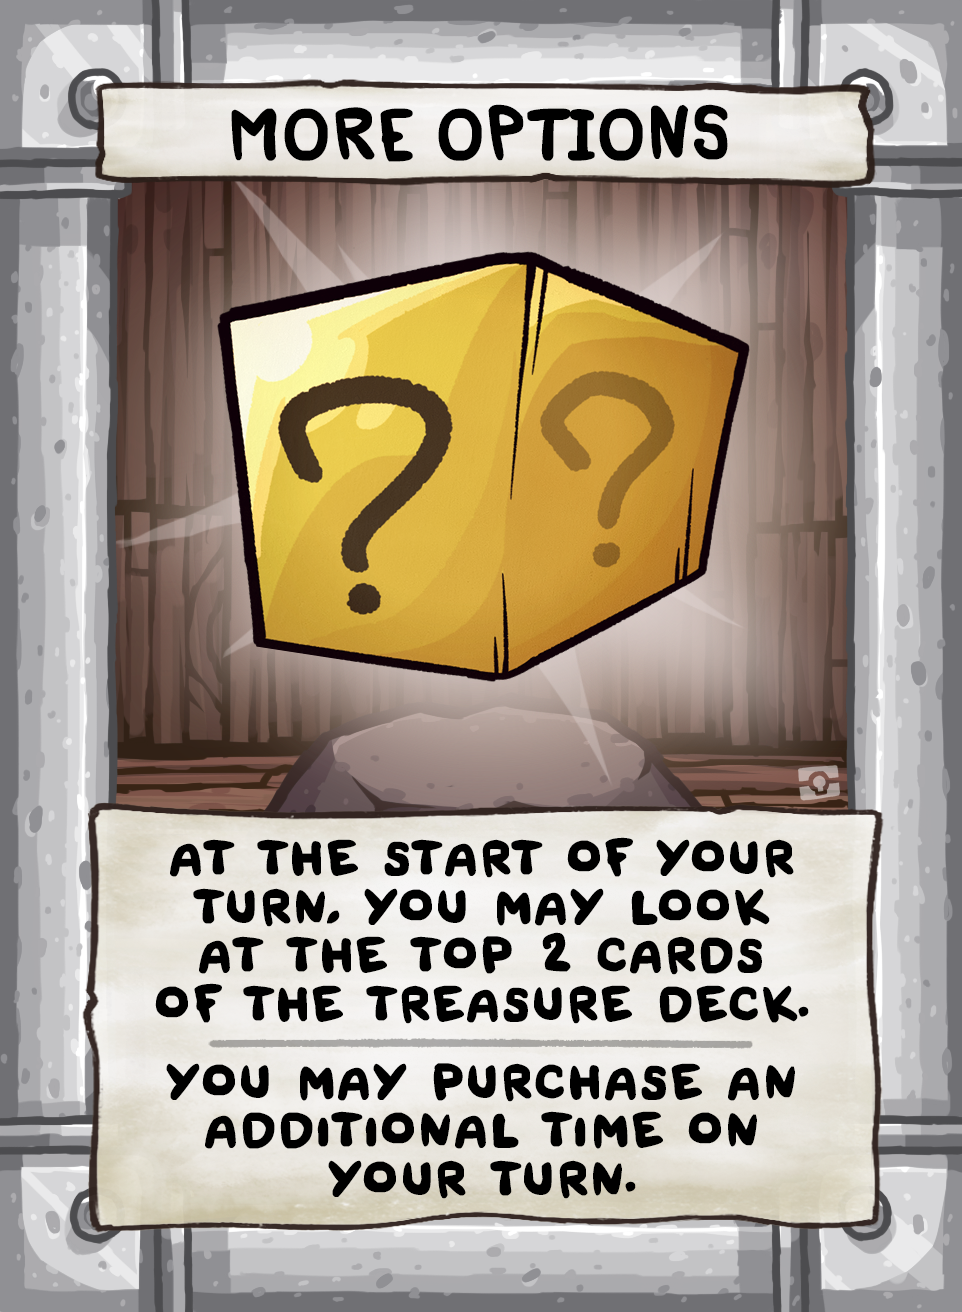 MORE OPTIONS
?
?
AT THE START OF YOUR
TURN, YOU MAY LOOK
AT THE TOP 2 CARDS
OF THE TREASURE DECK.
YOU MAY PURCHASE AN
ADDITIONAL TIME ON
YOUR TURN.